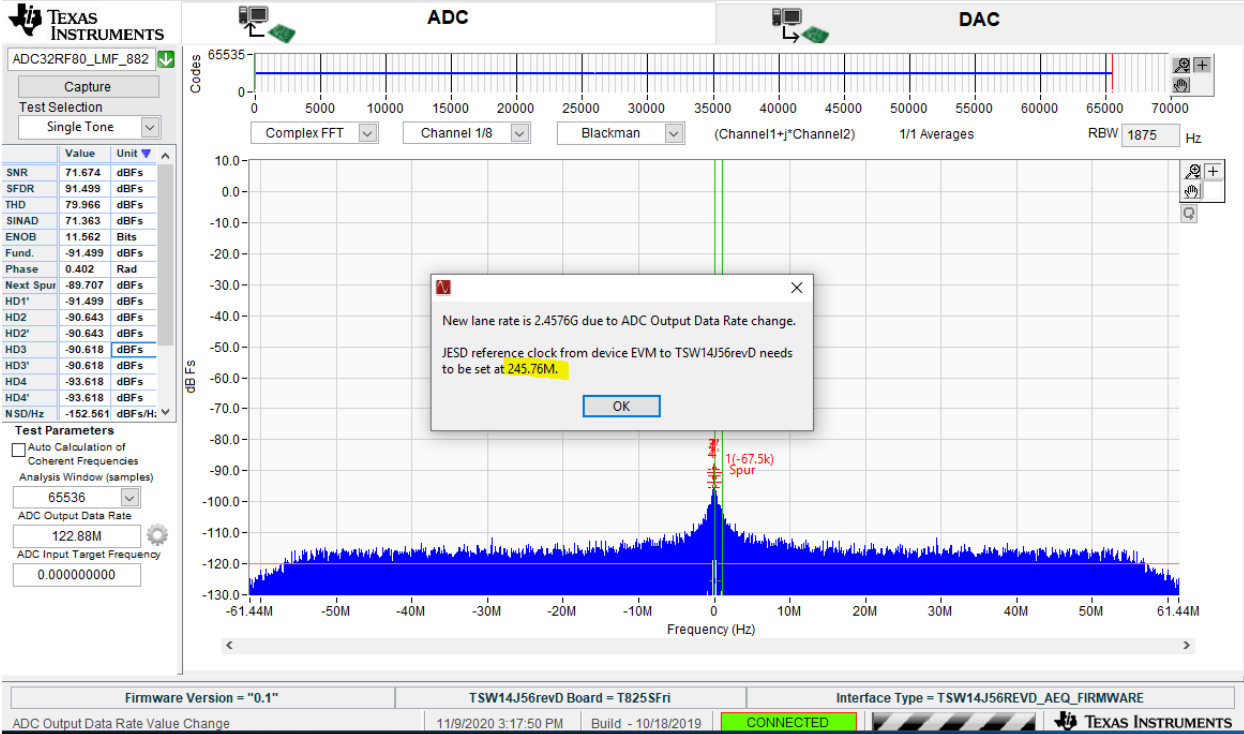 TEXAS INSTRUMENTS
ADC
DAC
ADC32RF80_LMF_882
Capture
Test Selection
Single Tone
Value Unit
SNR 71.674 dBFs
SFDR 91.499 dBFs
THD 79.966 dBFs
SINAD 71.363 dBFs
ENOB 11.562 Bits
Fund. -91.499 dBFs
Phase 0.402 Rad
Next Spur -89.707 dBFs
HD1' -91.499 dBFs
HD2 -90.643 dBFs
HD2' -90.643 dBFs
HD3 -90.618 dBFs
HD3' -90.618 dBFs
HD4 -93.618 dBFs
HD4' -93.618 dBFs
NSD/Hz -152.561 dBFs/Hz
Test Parameters
Auto Calculation of
Coherent Frequencies
Analysis Window (samples)
65536
ADC Output Data Rate
122.88M
ADC Input Target Frequency
0.000000000
Codes
65535
0
0 5000 10000 15000 20000 25000 30000 35000 40000 45000 50000 55000 60000 65000 70000
Complex FFT Channel 1/8 Blackman (Channel1+j*Channel2) 1/1 Averages RBW 1875 Hz
dBFs
10.0
0.0
-10.0
-20.0
-30.0
-40.0
-50.0
-60.0
-70.0
-80.0
-90.0
-100.0
-110.0
-120.0
-130.0
New lane rate is 2.4576G due to ADC Output Data Rate change.
JESD reference clock from device EVM to TSW14J56revD needs
to be set at 245.76M.
OK
1(-67.5k)
Spur
-61.44M -50M -40M -30M -20M -10M 0 10M 20M 30M 40M 50M 61.44M
Frequency (Hz)
Firmware Version = "0.1" TSW14J56revD Board = T825SFri Interface Type = TSW14J56REVD_AEQ_FIRMWARE
ADC Output Data Rate Value Change 11/9/2020 3:17:50 PM Build - 10/18/2019 CONNECTED TEXAS INSTRUMENTS